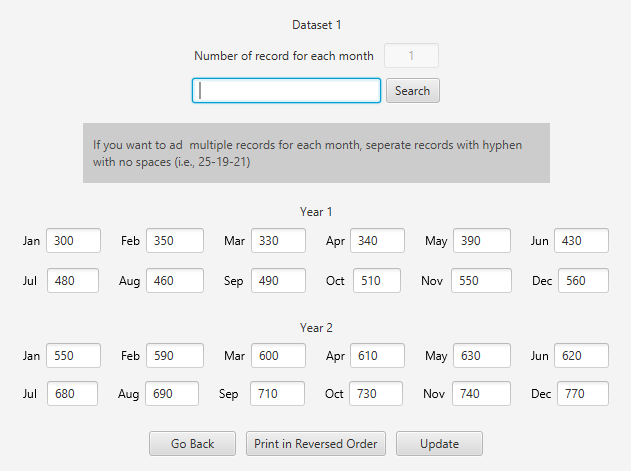 Dataset 1
Number of record for each month 1
Search
If you want to ad  multiple records for each month, seperate records with hyphen
with no spaces (i.e., 25-19-21)
Year 1
Jan 300 Feb 350 Mar 330 Apr 340 May 390 Jun 430
Jul 480 Aug 460 Sep 490 Oct 510 Nov 550 Dec 560
Year 2
Jan 550 Feb 590 Mar 600 Apr 610 May 630 Jun 620
Jul 680 Aug 690 Sep 710 Oct 730 Nov 740 Dec 770
Go Back Print in Reversed Order Update